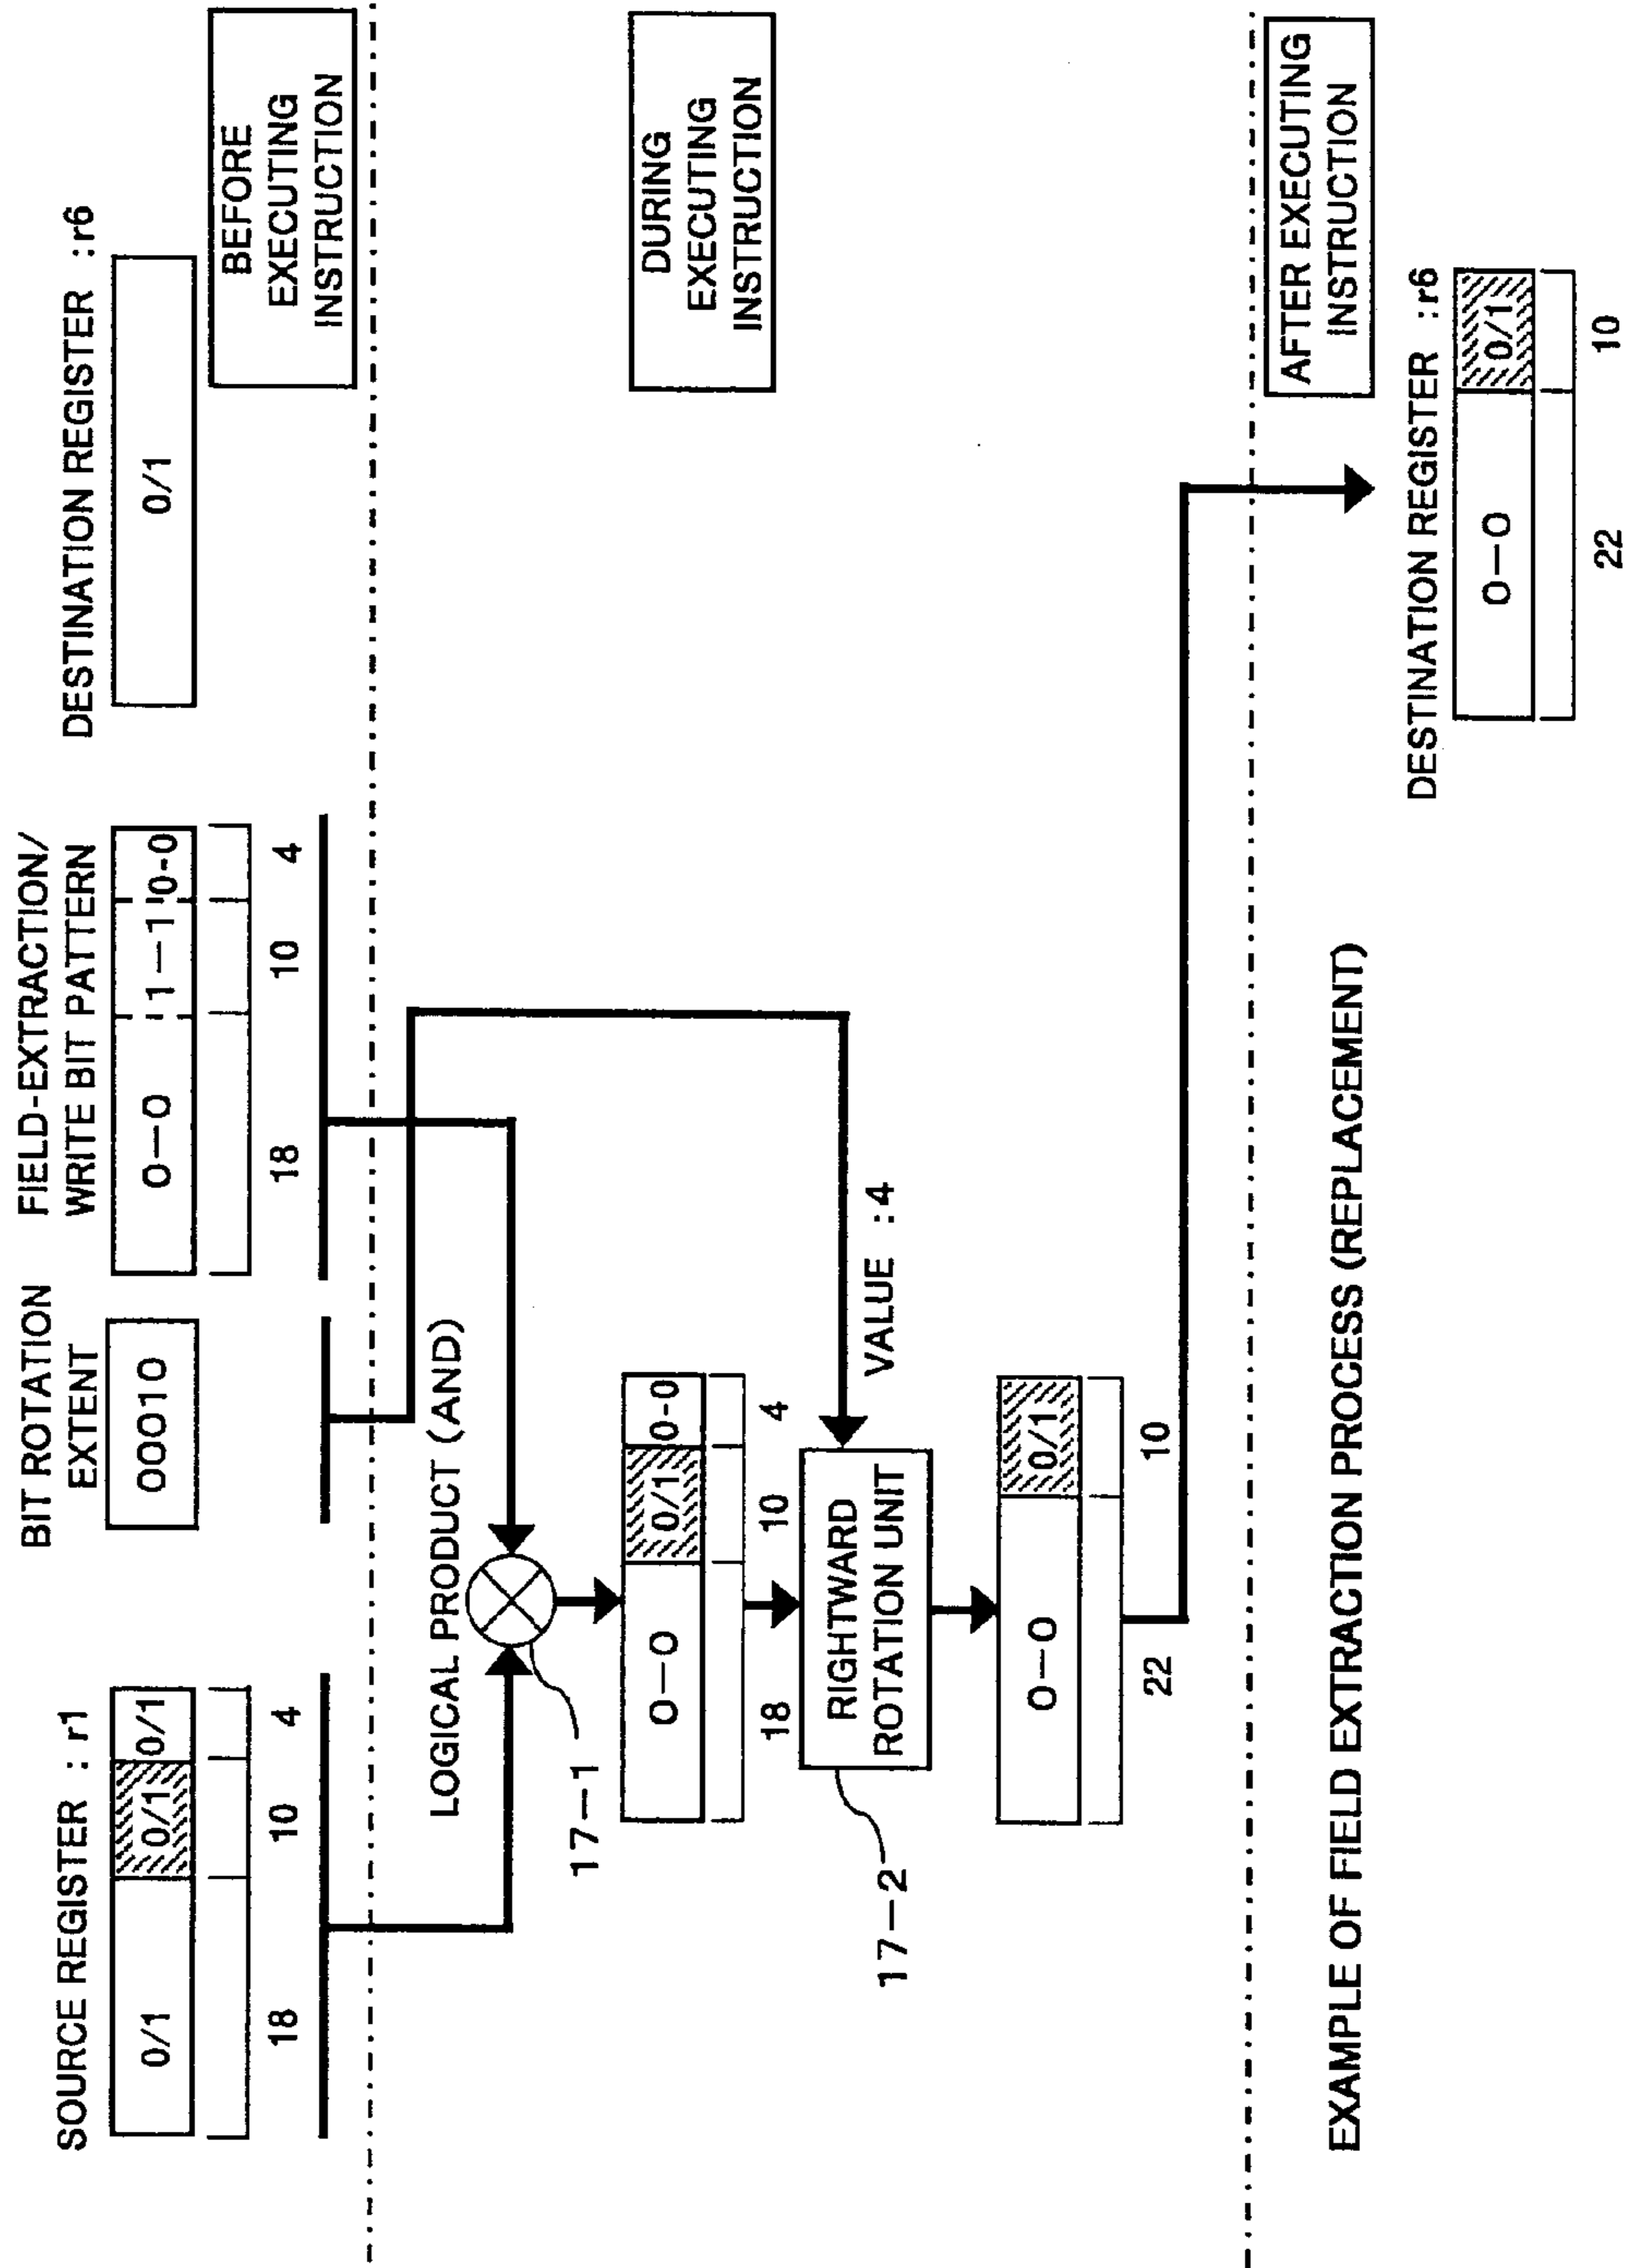 SOURCE REGISTER : r1
0/1 0/1 0/1
18 10 4
BIT ROTATION
EXTENT
00010
FIELD-EXTRACTION/
WRITE BIT PATTERN
0—0 1—1 0-0
18 10 4
DESTINATION REGISTER :r6
0/1
BEFORE
EXECUTING
INSTRUCTION
LOGICAL PRODUCT (AND)
17—1
0—0 0/1 0-0
18 10 4
RIGHTWARD
ROTATION UNIT
17—2
VALUE :4
0—0 0/1
22 10
DURING
EXECUTING
INSTRUCTION
AFTER EXECUTING
INSTRUCTION
DESTINATION REGISTER :r6
0—0 0/1
22 10
EXAMPLE OF FIELD EXTRACTION PROCESS (REPLACEMENT)